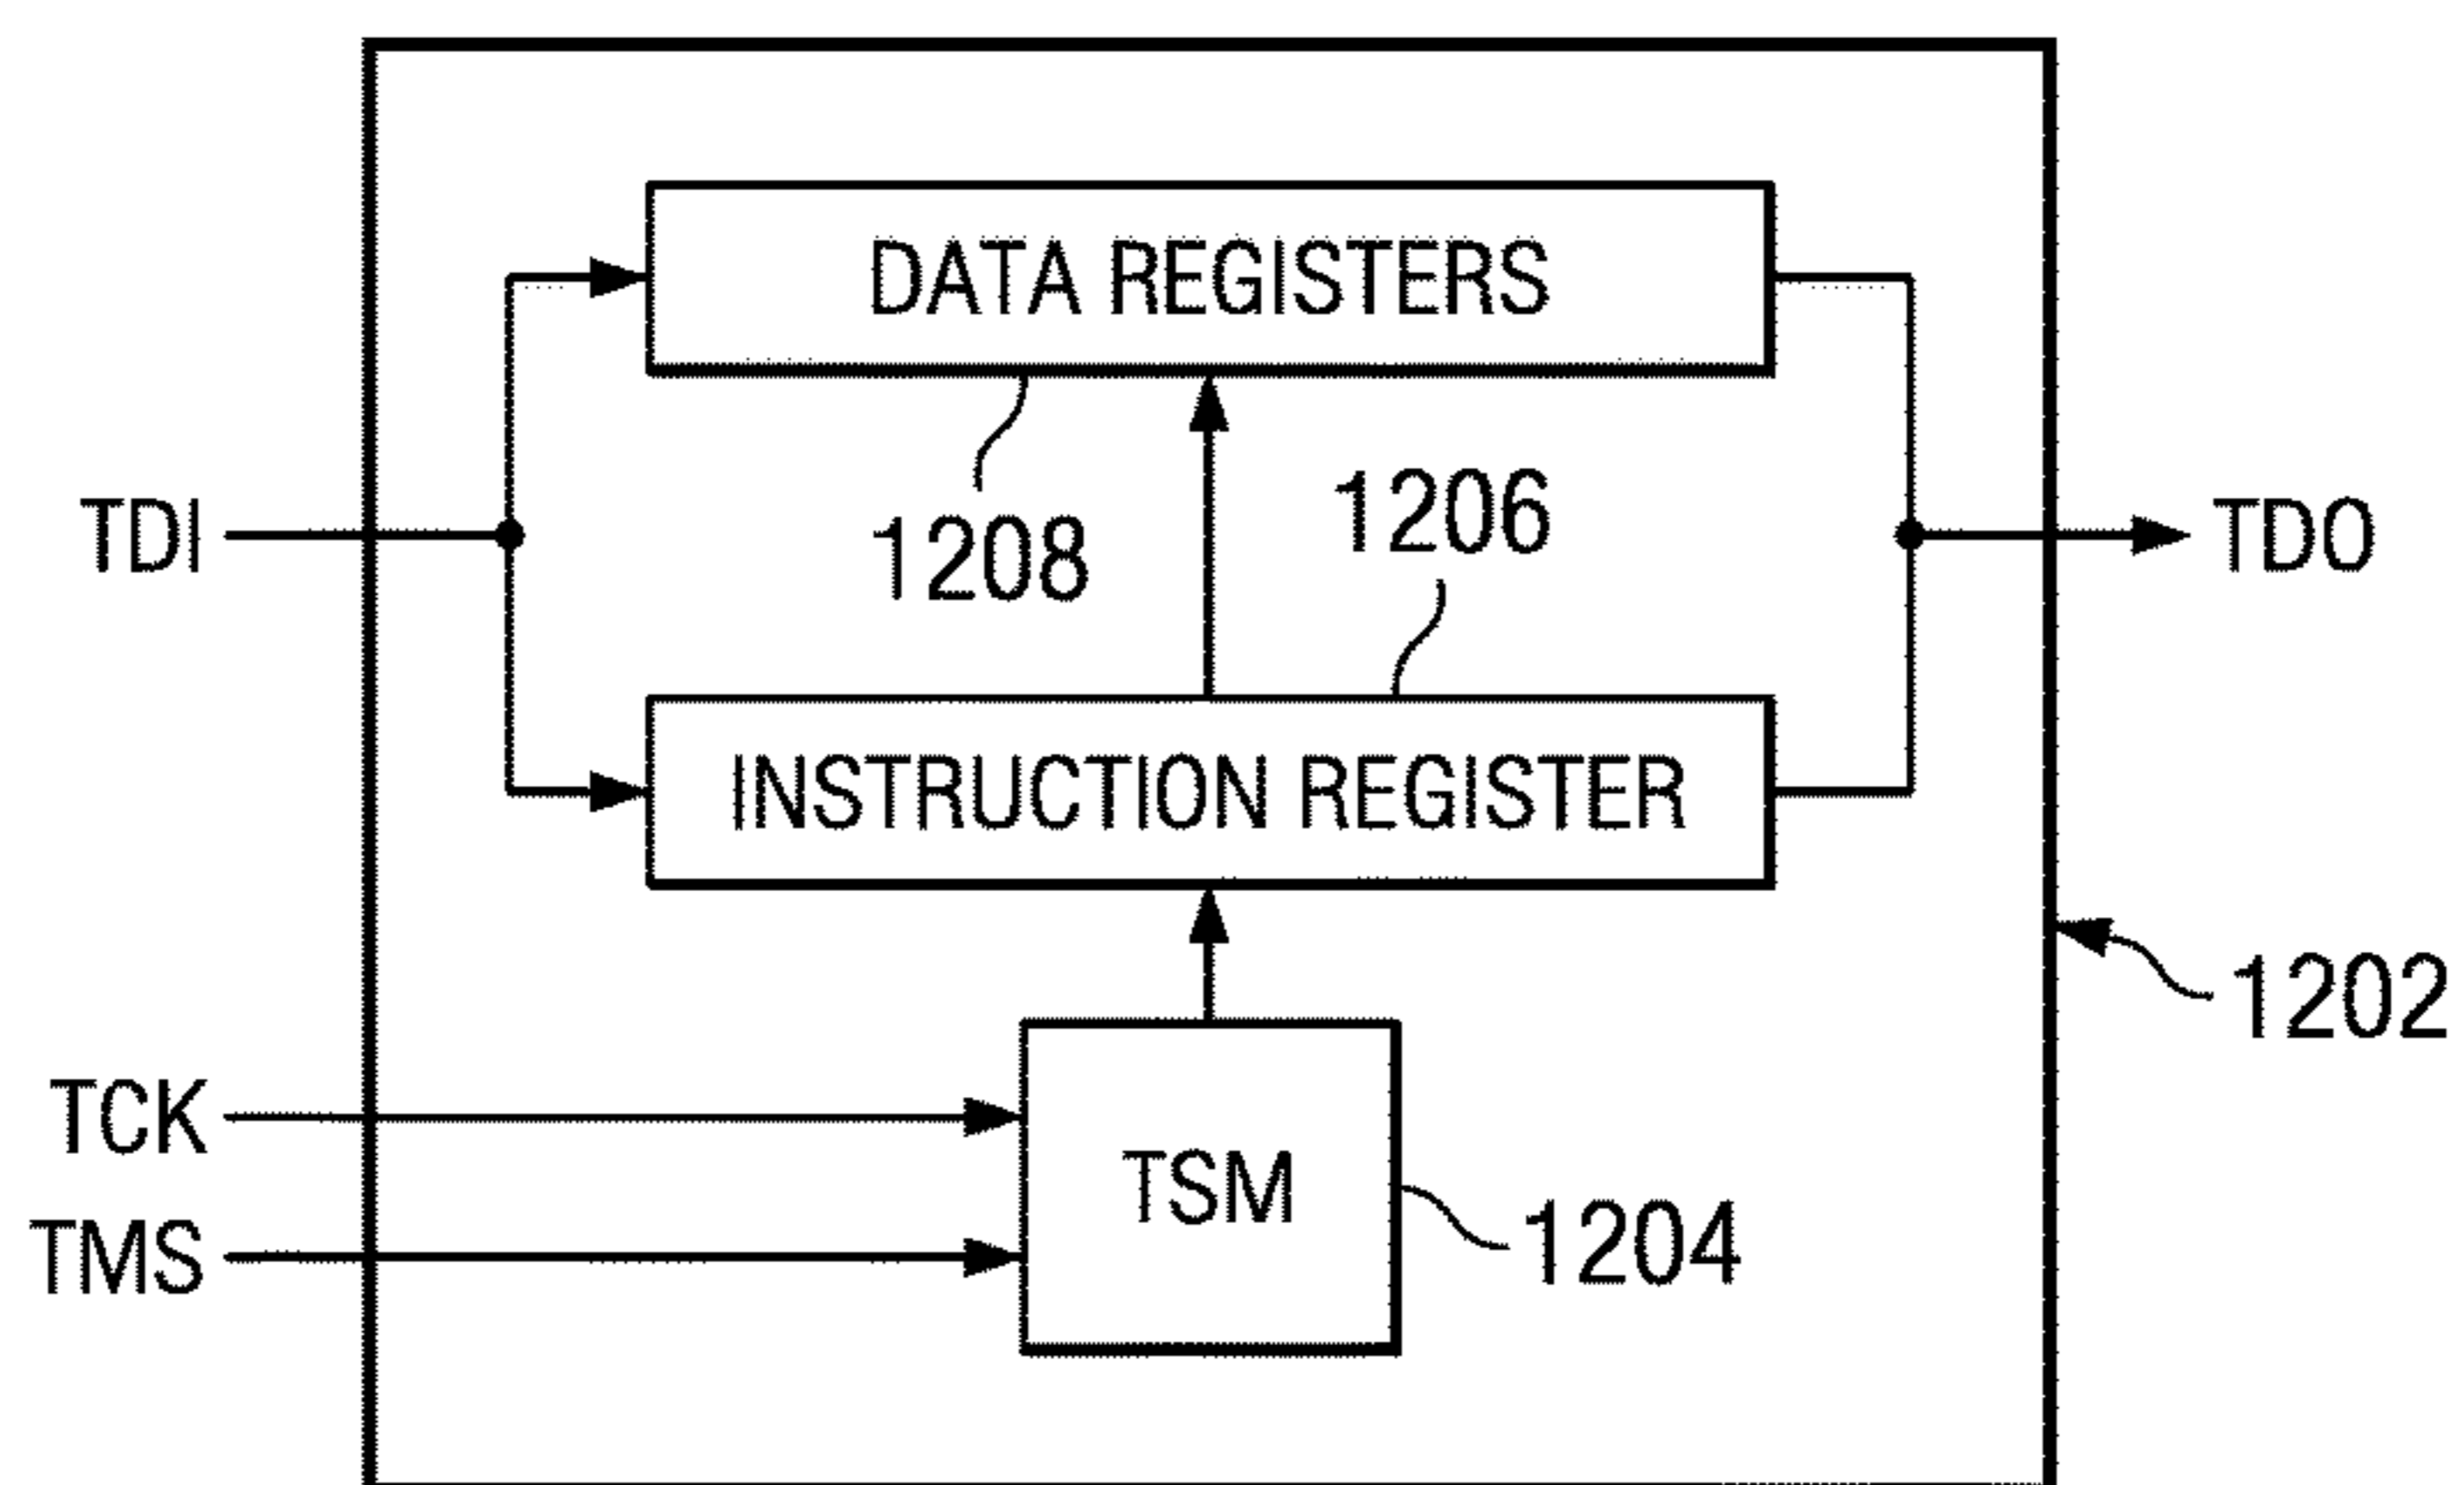 DATA REGISTERS
1206
TDI
1208
TDO
INSTRUCTION REGISTER
1202
TCK
TSM
1204
TMS